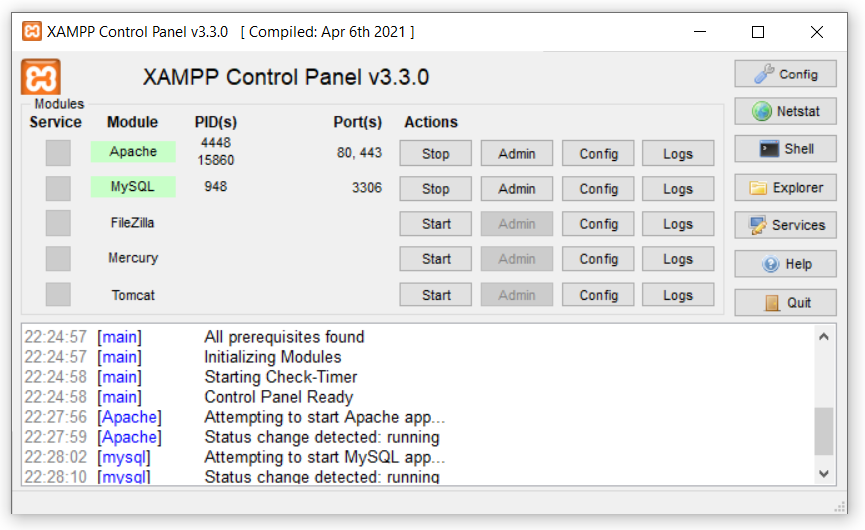 XAMPP Control Panel v3.3.0 [ Compiled: Apr 6th 2021 ]
XAMPP Control Panel v3.3.0
Config
Modules
Service Module PID(s) Port(s) Actions
Netstat
Apache 4448 15860 80, 443 Stop Admin Config Logs
Shell
MySQL 948 3306 Stop Admin Config Logs
Explorer
FileZilla Start Admin Config Logs
Services
Mercury Start Admin Config Logs
Help
Tomcat Start Admin Config Logs
Quit
22:24:57 [main] All prerequisites found
22:24:57 [main] Initializing Modules
22:24:58 [main] Starting Check-Timer
22:24:58 [main] Control Panel Ready
22:27:56 [Apache] Attempting to start Apache app...
22:27:59 [Apache] Status change detected: running
22:28:02 [mysql] Attempting to start MySQL app...
22:28:10 [mysql] Status change detected: running